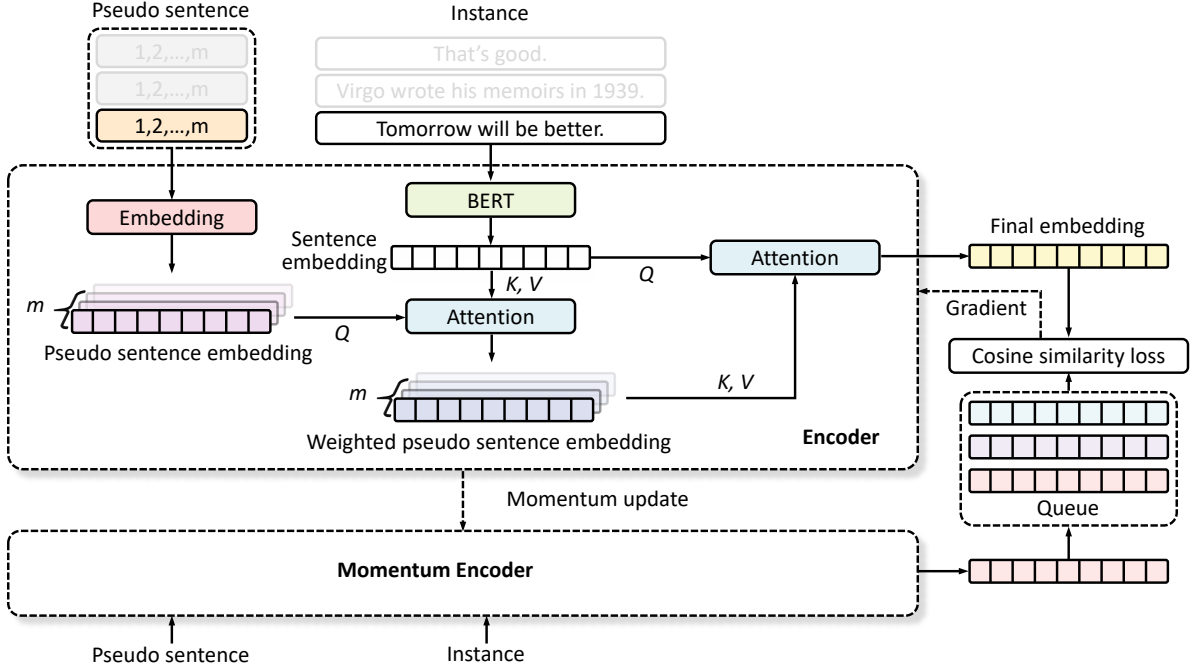 Pseudo sentence
Instance
1,2,...,m
1,2,...,m
1,2,...,m
That's good.
Virgo wrote his memoirs in 1939.
Tomorrow will be better.
Embedding
BERT
Sentence
embedding
Q
Attention
Final embedding
K, V
m
Q
Attention
Gradient
Pseudo sentence embedding
Cosine similarity loss
m
K, V
Weighted pseudo sentence embedding
Encoder
Queue
Momentum update
Momentum Encoder
Pseudo sentence
Instance